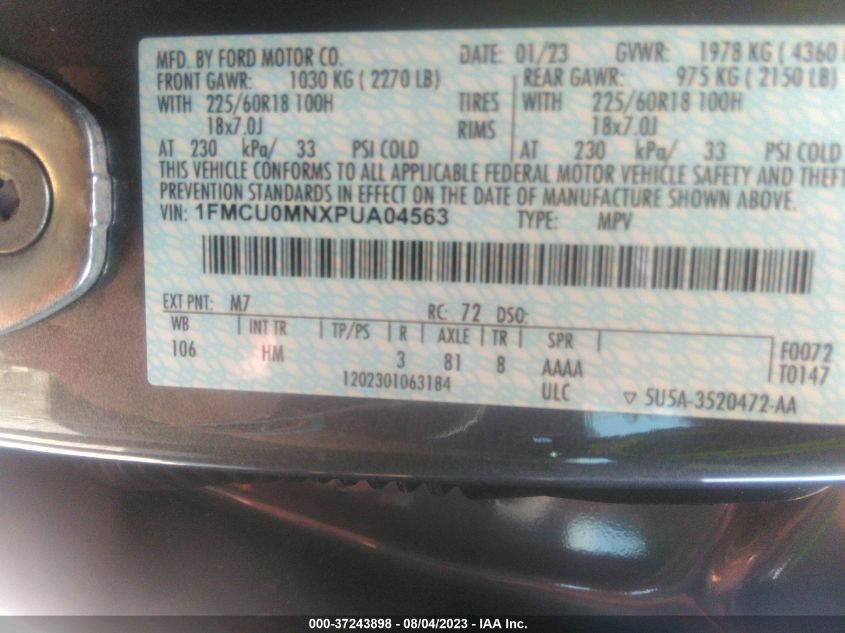 MFD. BY FORD MOTOR CO. DATE: 01/23 GVWR: 1978 KG ( 4360
FRONT GAWR: 1030 KG ( 2270 LB) REAR GAWR: 975 KG ( 2150 LB)
WITH 225/60R18 100H TIRES WITH 225/60R18 100H
18x7.0J RIMS 18x7.0J
AT 230 kPa/ 33 PSI COLD AT 230 kPa/ 33 PSI COLD
THIS VEHICLE CONFORMS TO ALL APPLICABLE FEDERAL MOTOR VEHICLE SAFETY AND THEFT
PREVENTION STANDARDS IN EFFECT ON THE DATE OF MANUFACTURE SHOWN ABOVE.
VIN: 1FMCU0MNXPUA04563 TYPE: MPV
EXT PNT: M7 RC: 72 DSO:
WB INT TR TP/PS R AXLE TR SPR
106 HM 3 81 8 AAAA
F0072
T0147
1202301063184 ULC ▽ 5U5A-3520472-AA
000-37243898 - 08/04/2023 - IAA Inc.